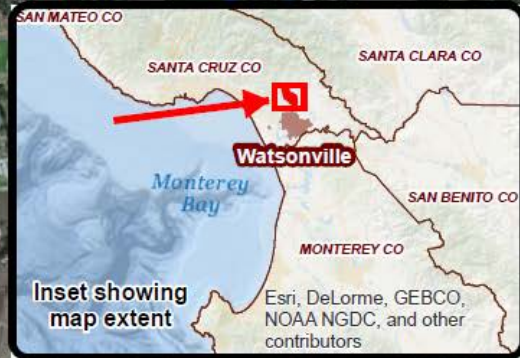 SAN MATEO CO
SANTA CRUZ CO
SANTA CLARA CO
Watsonville
Monterey
Bay
SAN BENITO CO
MONTEREY CO
Inset showing
map extent
Esri, DeLorme, GEBCO,
NOAA NGDC, and other
contributors